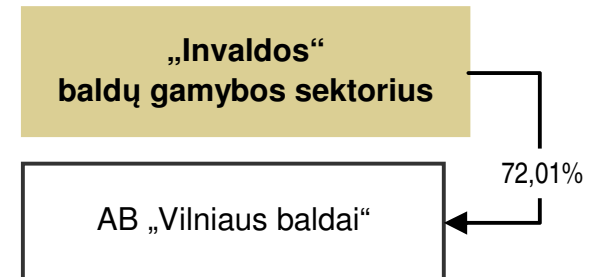 „Invaldos“
baldų gamybos sektorius
72,01%
AB „Vilniaus baldai“